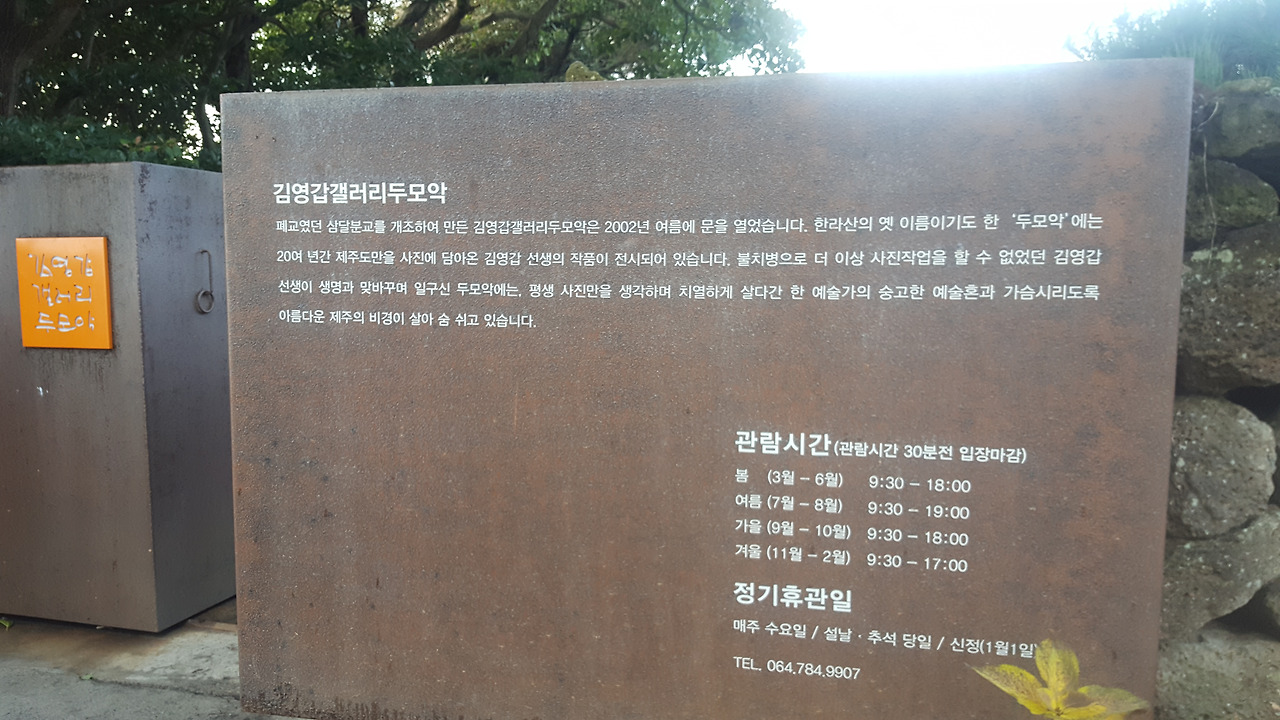 김영갑
갤러리
두모악
김영갑갤러리두모악
폐교였던 삼달분교를 개조하여 만든 김영갑갤러리두모악은 2002년 여름에 문을 열었습니다. 한라산의 옛 이름이기도 한 '두모악'에는
20여 년간 제주도만을 사진에 담아온 김영갑 선생의 작품이 전시되어 있습니다. 불치병으로 더 이상 사진작업을 할 수 없었던 김영갑
선생이 생명과 맞바꾸며 일구신 두모악에는, 평생 사진만을 생각하며 치열하게 살다간 한 예술가의 숭고한 예술혼과 가슴시리도록
아름다운 제주의 비경이 살아 숨 쉬고 있습니다.
관람시간(관람시간 30분전 입장마감)
봄 (3월 – 6월) 9:30 – 18:00
여름 (7월 – 8월) 9:30 – 19:00
가을 (9월 – 10월) 9:30 – 18:00
겨울 (11월 – 2월) 9:30 – 17:00
정기휴관일
매주 수요일 / 설날 · 추석 당일 / 신정(1월1일)
TEL. 064.784.9907